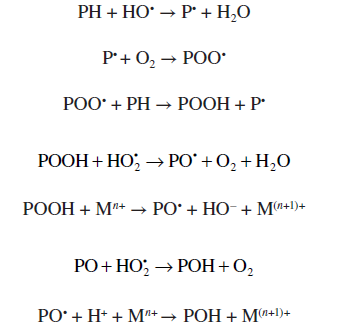 PH + HO• → P• + H₂O
P• + O₂ → POO•
POO• + PH → POOH + P•
POOH + HO₂• → PO• + O₂ + H₂O
POOH + Mⁿ⁺ → PO• + HO⁻ + M⁽ⁿ⁺¹⁾⁺
PO + HO₂• → POH + O₂
PO• + H⁺ + Mⁿ⁺ → POH + M⁽ⁿ⁺¹⁾⁺